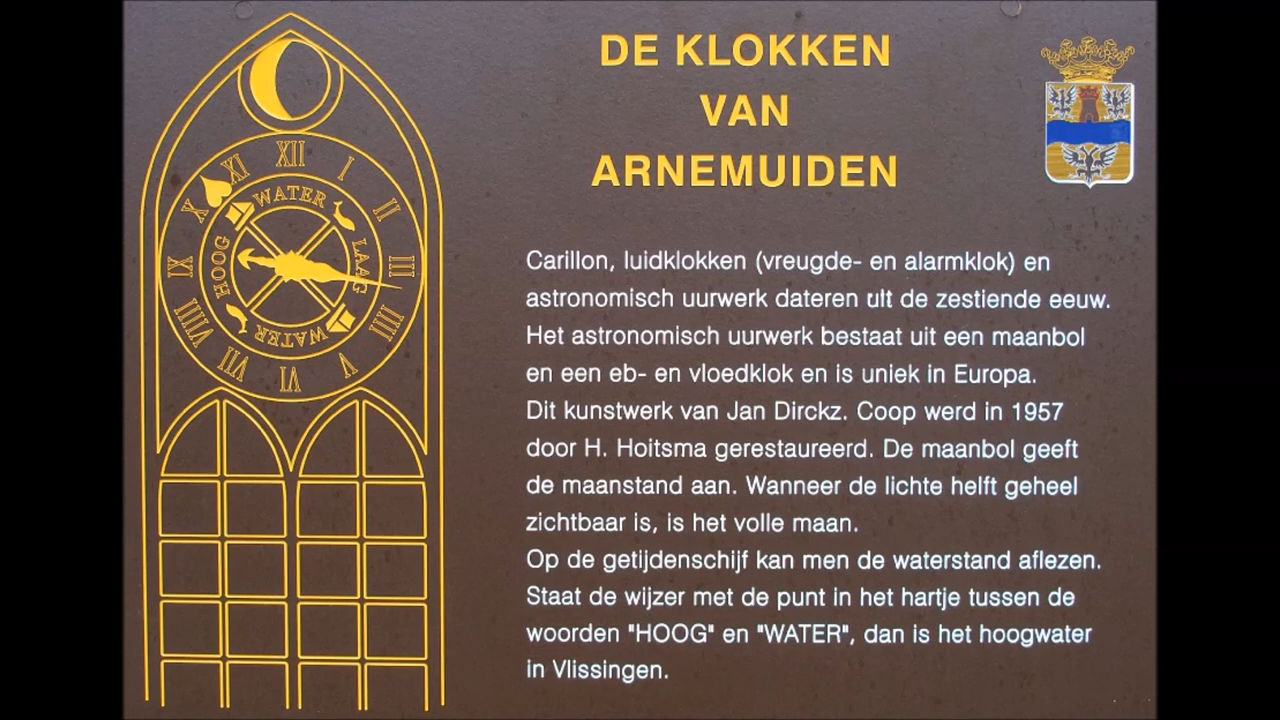 DE KLOKKEN
VAN
ARNEMUIDEN
XII
I
II
III
IIII
V
VI
VII
VIII
IX
X
XI
WATER
LAAG
WATER
HOOG
Carillon, luidklokken (vreugde- en alarmklok) en
astronomisch uurwerk dateren uit de zestiende eeuw.
Het astronomisch uurwerk bestaat uit een maanbol
en een eb- en vloedklok en is uniek in Europa.
Dit kunstwerk van Jan Dirckz. Coop werd in 1957
door H. Hoitsma gerestaureerd. De maanbol geeft
de maanstand aan. Wanneer de lichte helft geheel
zichtbaar is, is het volle maan.
Op de getijdenschijf kan men de waterstand aflezen.
Staat de wijzer met de punt in het hartje tussen de
woorden "HOOG" en "WATER", dan is het hoogwater
in Vlissingen.